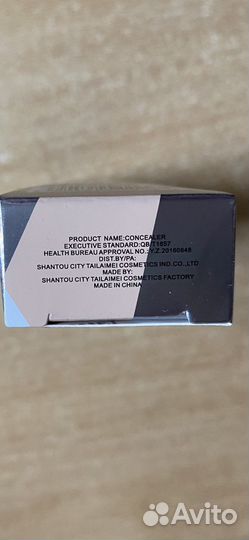 PRODUCT NAME:CONCEALER
EXECUTIVE STANDARD:QB/T1857
HEALTH BUREAU APPROVAL NO.:Y.Z.20160848
DIST.BY/PA:
SHANTOU CITY TAILAIMEI COSMETICS IND.CO.,LTD
MADE BY:
SHANTOU CITY TAILAIMEI COSMETICS FACTORY
MADE IN CHINA
Avito